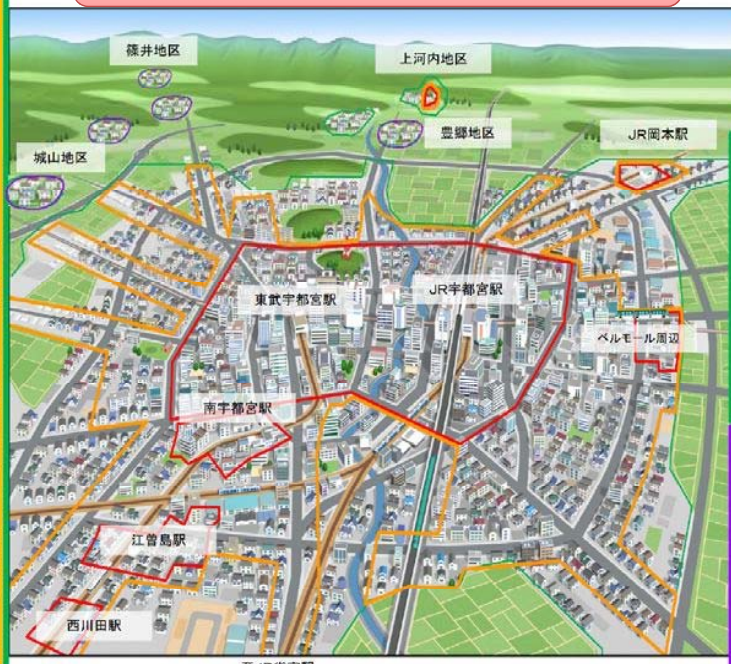 篠井地区
上河内地区
豊郷地区
JR岡本駅
城山地区
東武宇都宮駅
JR宇都宮駅
ベルモール周辺
南宇都宮駅
江曽島駅
西川田駅